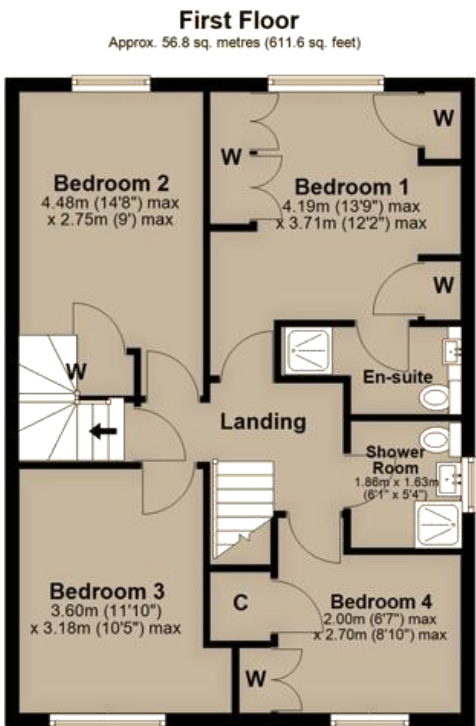 First Floor
Approx. 56.8 sq. metres (611.6 sq. feet)
W
W
Bedroom 2
4.48m (14'8") max
x 2.75m (9') max
Bedroom 1
4.19m (13'9") max
x 3.71m (12'2") max
W
W
En-suite
Landing
Shower
Room
1.86m x 1.63m
(6'1" x 5'4")
Bedroom 3
3.60m (11'10")
x 3.18m (10'5") max
C
Bedroom 4
2.00m (6'7") max
x 2.70m (8'10") max
W